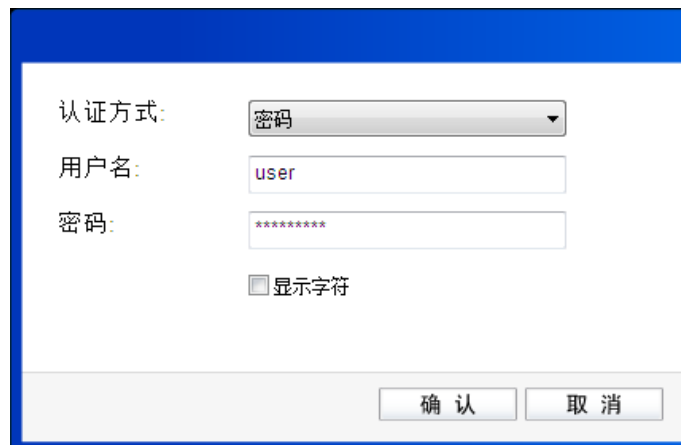 认证方式: 密码
用户名: user
密码: *********
显示字符
确 认 取 消